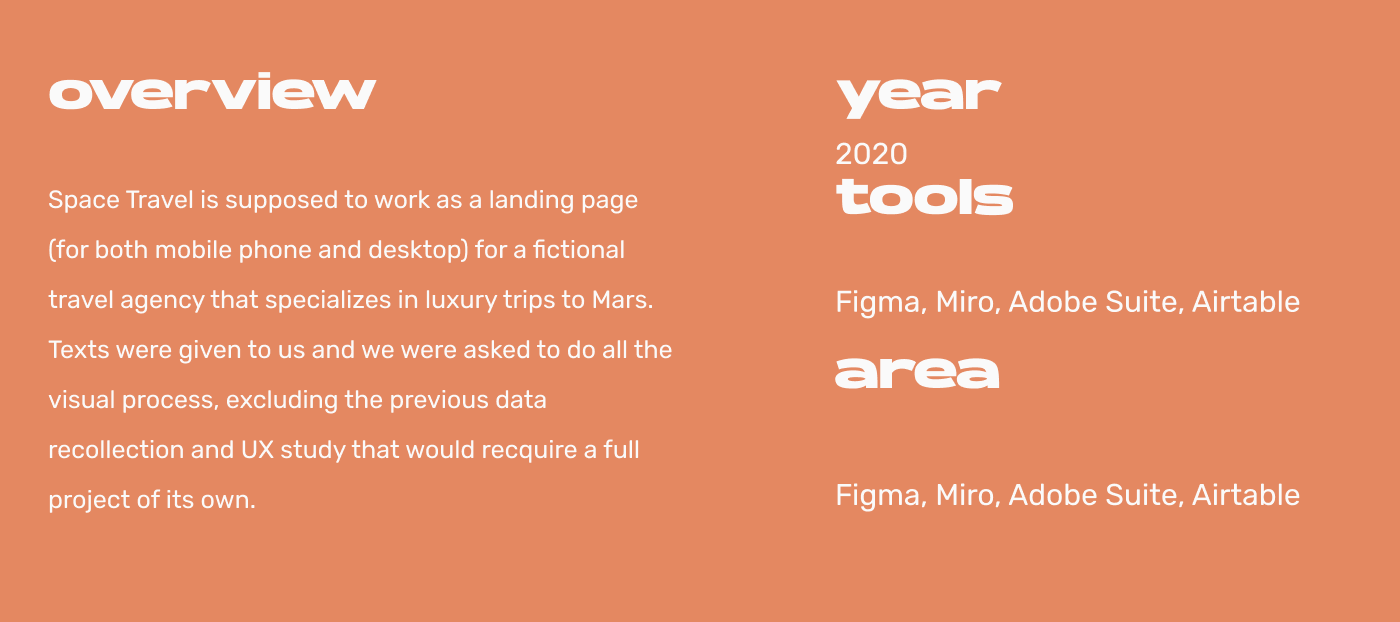 overview
Space Travel is supposed to work as a landing page
(for both mobile phone and desktop) for a fictional
travel agency that specializes in luxury trips to Mars.
Texts were given to us and we were asked to do all the
visual process, excluding the previous data
recollection and UX study that would recquire a full
project of its own.
year
2020
tools
Figma, Miro, Adobe Suite, Airtable
area
Figma, Miro, Adobe Suite, Airtable